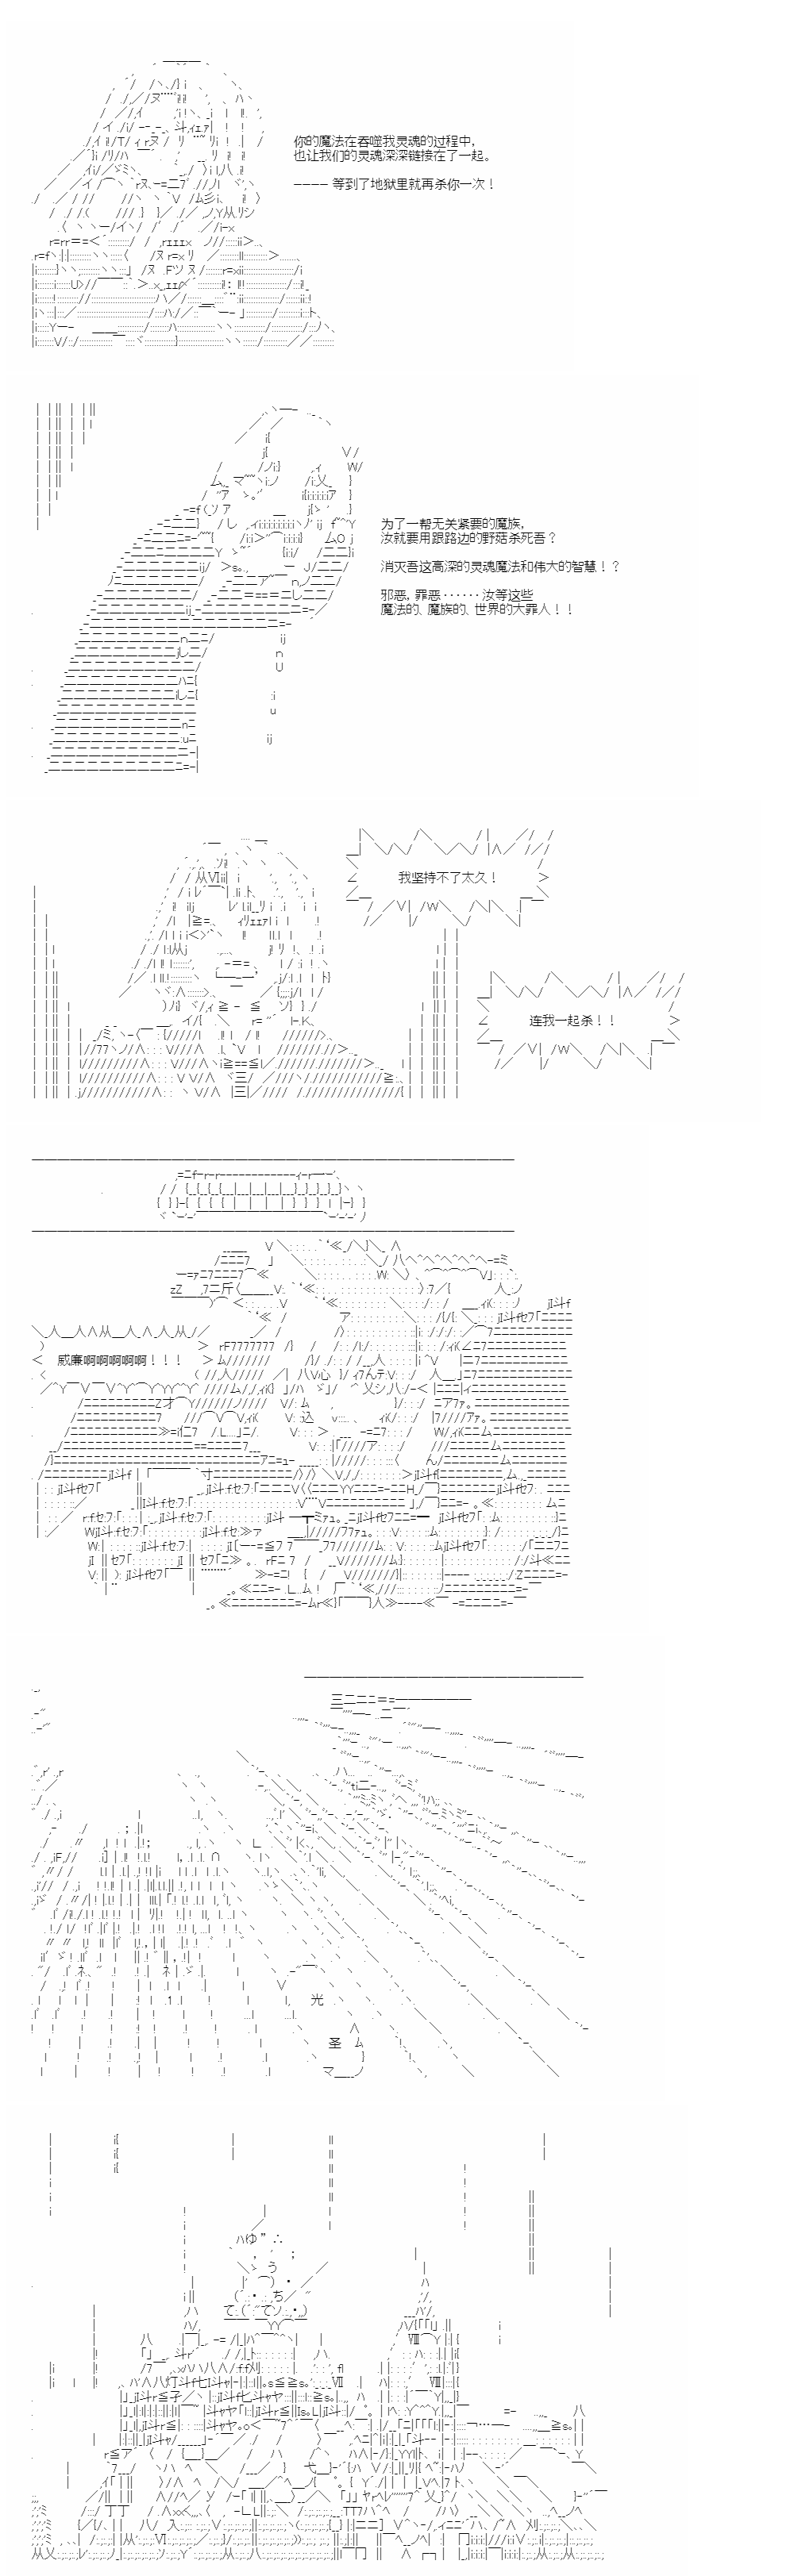 你的魔法在吞噬我灵魂的过程中，
也让我们的灵魂深深链接在了一起。
−−−− 等到了地狱里就再杀你一次！
为了一帮无关紧要的魔族，
汝就要用跟路边的野菇杀死吾？
消灭吾这高深的灵魂魔法和伟大的智慧！？
邪恶，罪恶‥‥‥汝等这些
魔法的、魔族的、世界的大罪人！！
我坚持不了太久！
连我一起杀！！
威廉啊啊啊啊啊！！！